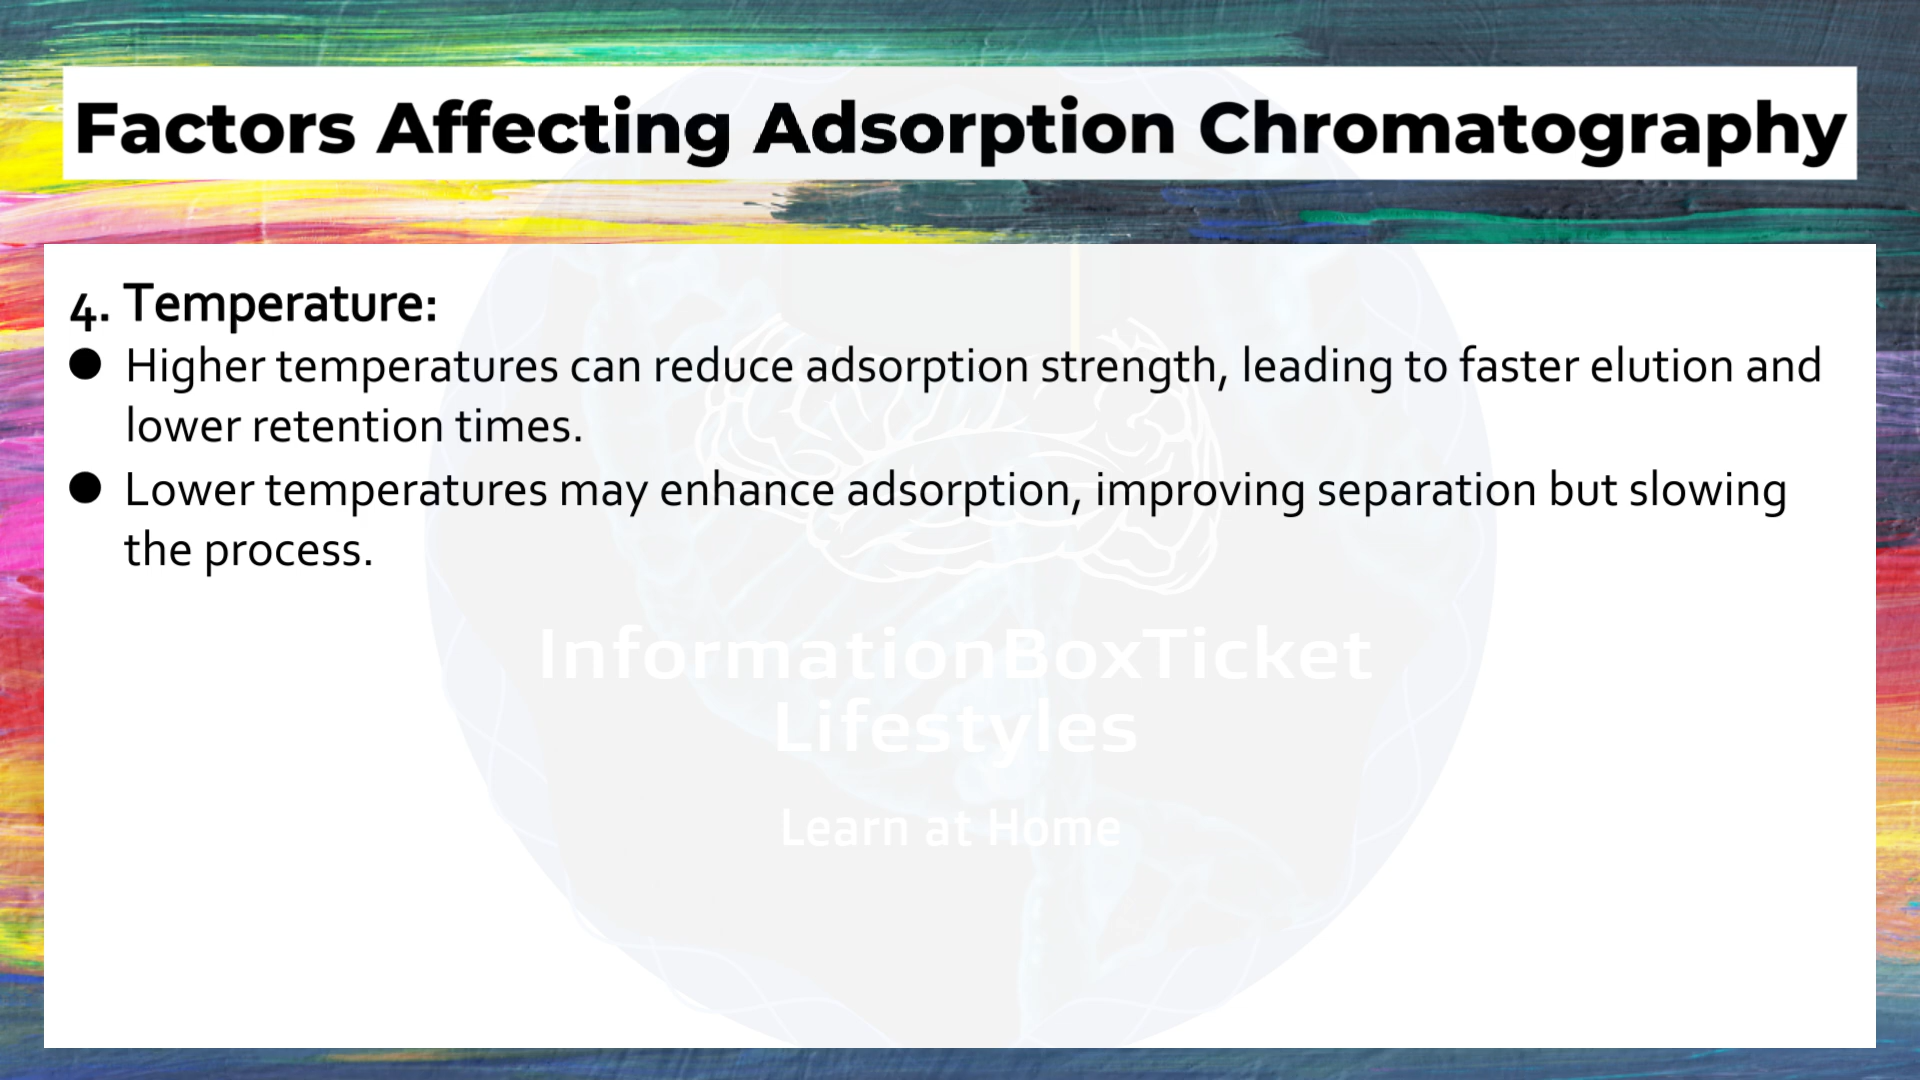 Factors Affecting Adsorption Chromatography
4. Temperature:
● Higher temperatures can reduce adsorption strength, leading to faster elution and
lower retention times.
● Lower temperatures may enhance adsorption, improving separation but slowing
the process.
InformationBoxTicket
Lifestyles
Learn at Home